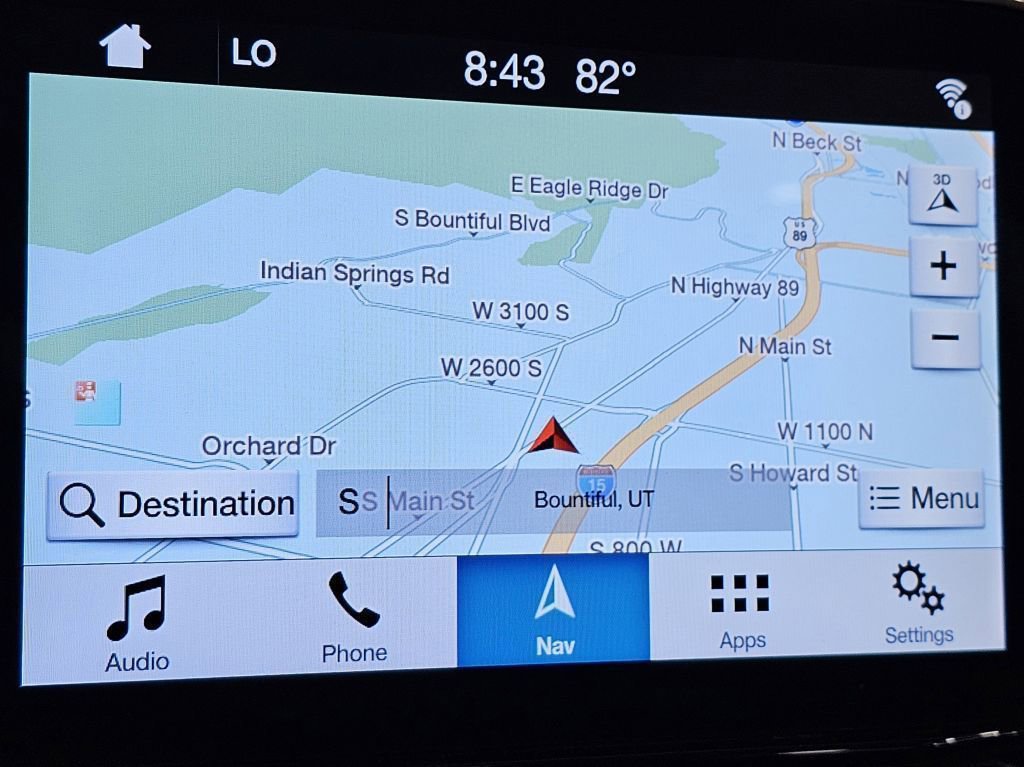 LO
8:43 82°
N Beck St
3D
E Eagle Ridge Dr
S Bountiful Blvd
US
89
Indian Springs Rd
N Highway 89
+
W 3100 S
−
N Main St
W 2600 S
W 1100 N
Orchard Dr
S Howard St
15
Destination
S
S Main St
Bountiful, UT
Menu
S 800 W
Audio
Phone
Nav
Apps
Settings